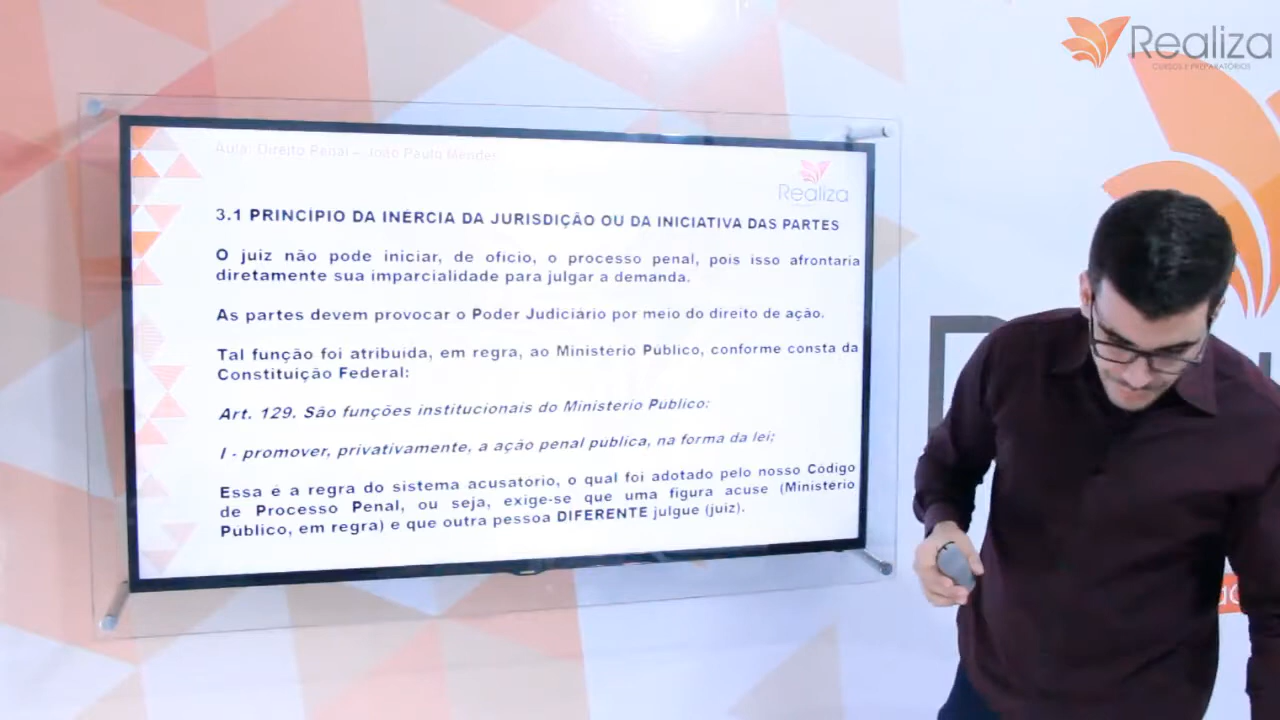 Realiza
CURSOS E PREPARATÓRIOS
Aula: Direito Penal – João Paulo Mendes
Realiza
3.1 PRINCÍPIO DA INÉRCIA DA JURISDIÇÃO OU DA INICIATIVA DAS PARTES
O juiz não pode iniciar, de ofício, o processo penal, pois isso afrontaria
diretamente sua imparcialidade para julgar a demanda.
As partes devem provocar o Poder Judiciário por meio do direito de ação.
Tal função foi atribuída, em regra, ao Ministério Público, conforme consta da
Constituição Federal:
Art. 129. São funções institucionais do Ministério Público:
I - promover, privativamente, a ação penal pública, na forma da lei;
Essa é a regra do sistema acusatório, o qual foi adotado pelo nosso Código
de Processo Penal, ou seja, exige-se que uma figura acuse (Ministério
Público, em regra) e que outra pessoa DIFERENTE julgue (juiz).